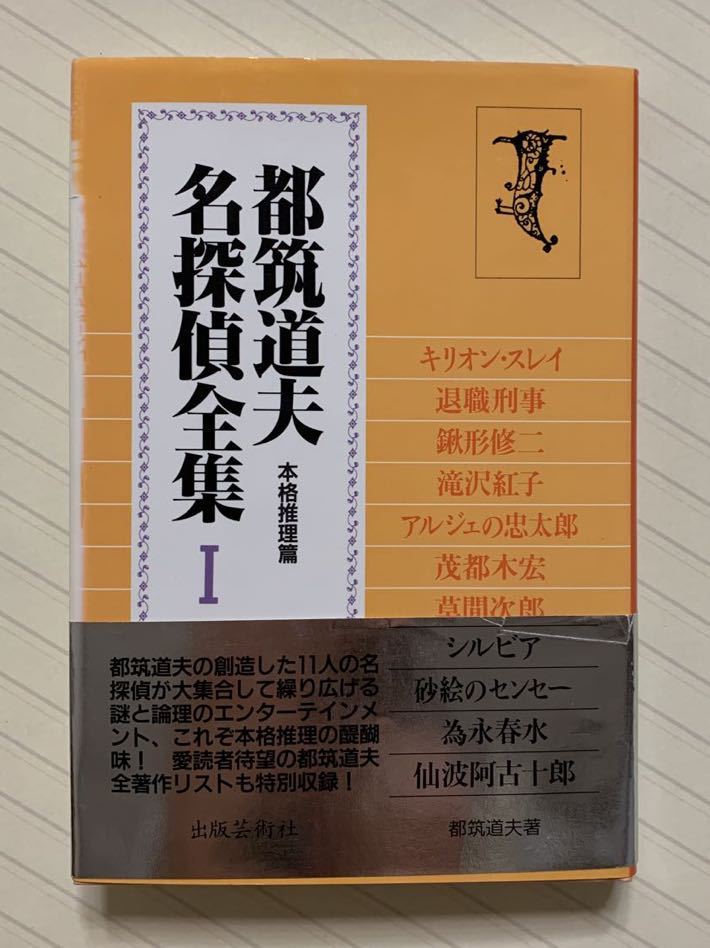 都筑道夫
名探偵全集
本格推理篇
I
キリオン・スレイ
退職刑事
鍬形修二
滝沢紅子
アルジェの忠太郎
茂都木宏
草間次郎
シルビア
砂絵のセンセー
為永春水
仙波阿古十郎
都筑道夫の創造した11人の名
探偵が大集合して繰り広げる
謎と論理のエンターテインメ
ント、これぞ本格推理の醍醐
味！ 愛読者待望の都筑道夫
全著作リストも特別収録！
出版芸術社
都筑道夫著